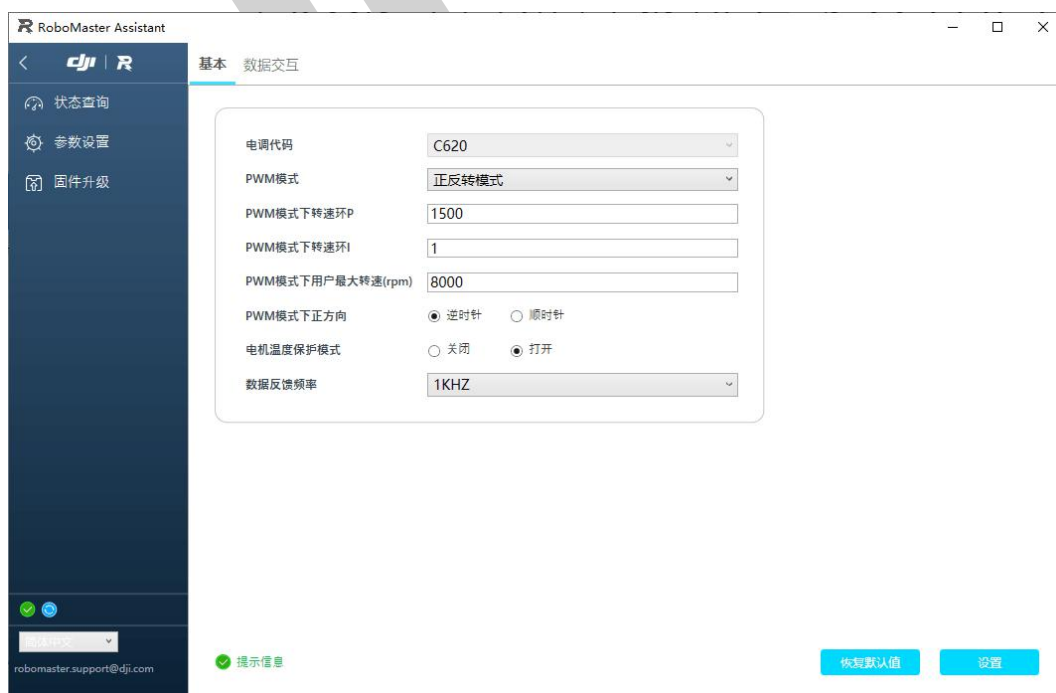 RoboMaster Assistant
dji
基本 数据交互
状态查询
参数设置
固件升级
电调代码 C620
PWM模式 正反转模式
PWM模式下转速环P 1500
PWM模式下转速环I 1
PWM模式下用户最大转速(rpm) 8000
PWM模式下正方向 逆时针 顺时针
电机温度保护模式 关闭 打开
数据反馈频率 1KHZ
简体中文
robomaster.support@dji.com
提示信息
恢复默认值 设置